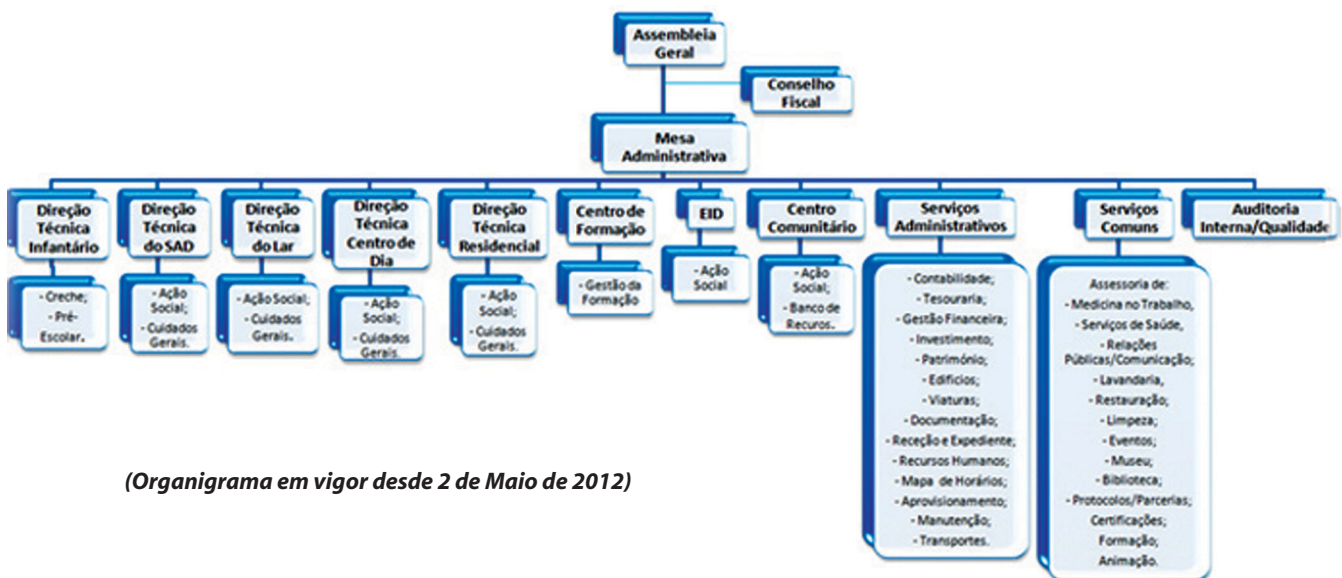 Assembleia
Geral
Conselho
Fiscal
Mesa
Administrativa
Direção
Técnica
Infantário
Direção
Técnica
do SAD
Direção
Técnica
do Lar
Direção
Técnica
Centro de
Dia
Direção
Técnica
Residencial
Centro de
Formação
EID
Centro
Comunitário
Serviços
Administrativos
Serviços
Comuns
Auditoria
Interna/Qualidade
- Creche;
- Pré-
Escolar.
- Ação
Social;
- Cuidados
Gerais.
- Ação Social;
- Cuidados
Gerais.
- Ação
Social;
- Cuidados
Gerais.
- Ação
Social;
- Cuidados
Gerais.
- Gestão da
Formação
- Ação
Social
- Ação
Social;
- Banco de
Recuros.
- Contabilidade;
- Tesouraria;
- Gestão Financeira;
- Investimento;
- Património;
- Edificios;
- Viaturas;
- Documentação;
- Receção e Expediente;
- Recursos Humanos;
- Mapa de Horários;
- Aprovisionamento;
- Manutenção;
- Transportes.
Assessoria de:
- Medicina no Trabalho,
- Serviços de Saúde,
- Relações
Públicas/Comunicação;
- Lavandaria,
- Restauração;
- Limpeza;
- Eventos;
- Museu;
- Biblioteca;
- Protocolos/Parcerias;
Certificações;
Formação;
Animação.
(Organigrama em vigor desde 2 de Maio de 2012)